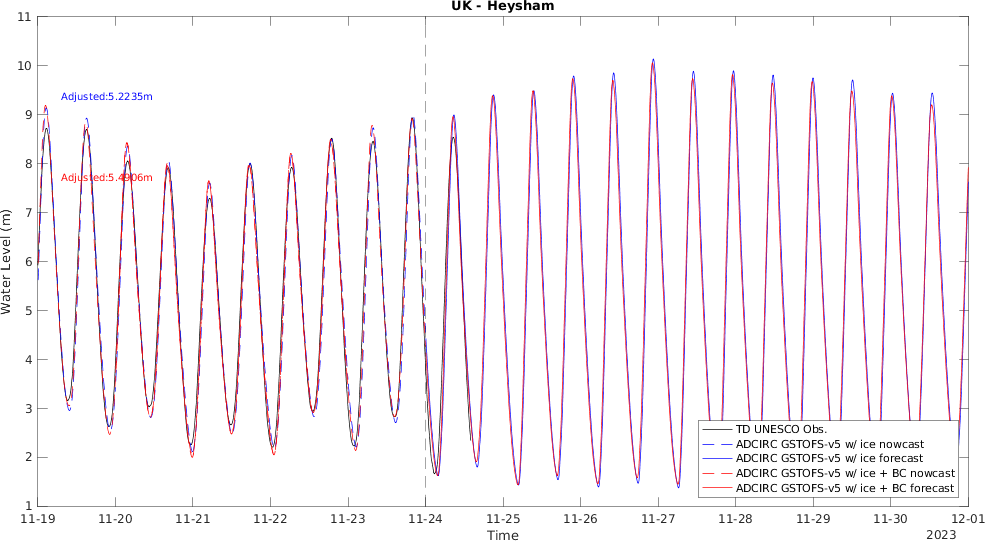 UK - Heysham
11
10
9
8
7
6
5
4
3
2
1
Water Level (m)
Adjusted:5.2235m
Adjusted:5.4906m
TD UNESCO Obs.
ADCIRC GSTOFS-v5 w/ ice nowcast
ADCIRC GSTOFS-v5 w/ ice forecast
ADCIRC GSTOFS-v5 w/ ice + BC nowcast
ADCIRC GSTOFS-v5 w/ ice + BC forecast
11-19 11-20 11-21 11-22 11-23 11-24 11-25 11-26 11-27 11-28 11-29 11-30 12-01
Time
2023